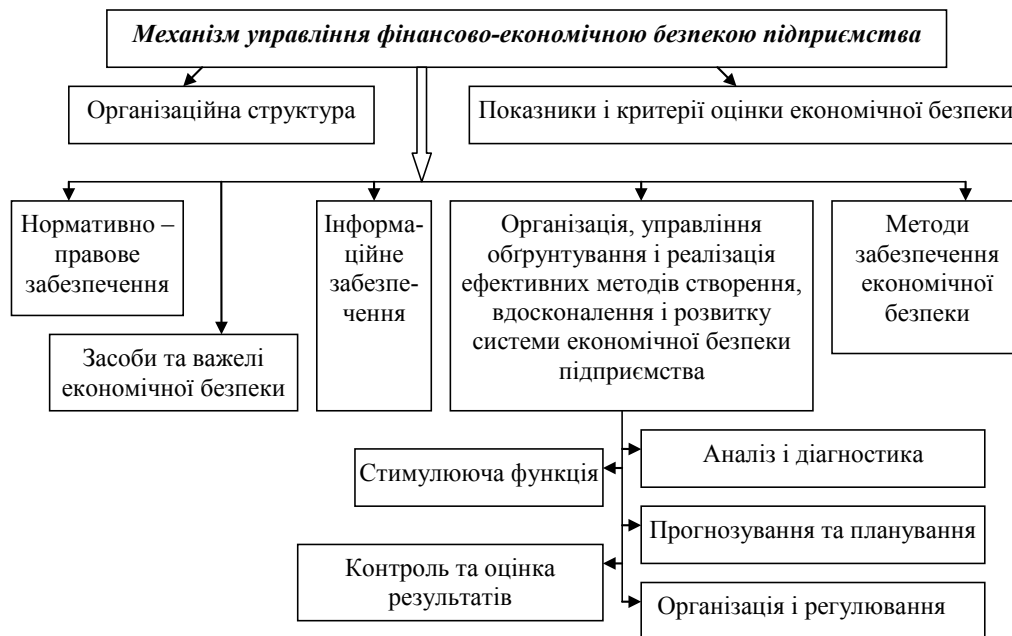 Механізм управління фінансово-економічною безпекою підприємства
Організаційна структура
Показники і критерії оцінки економічної безпеки
Нормативно –
правове
забезпечення
Засоби та важелі
економічної безпеки
Інформа-
ційне
забезпе-
чення
Організація, управління
обґрунтування і реалізація
ефективних методів створення,
вдосконалення і розвитку
системи економічної безпеки
підприємства
Методи
забезпечення
економічної
безпеки
Стимулююча функція
Аналіз і діагностика
Прогнозування та планування
Контроль та оцінка
результатів
Організація і регулювання